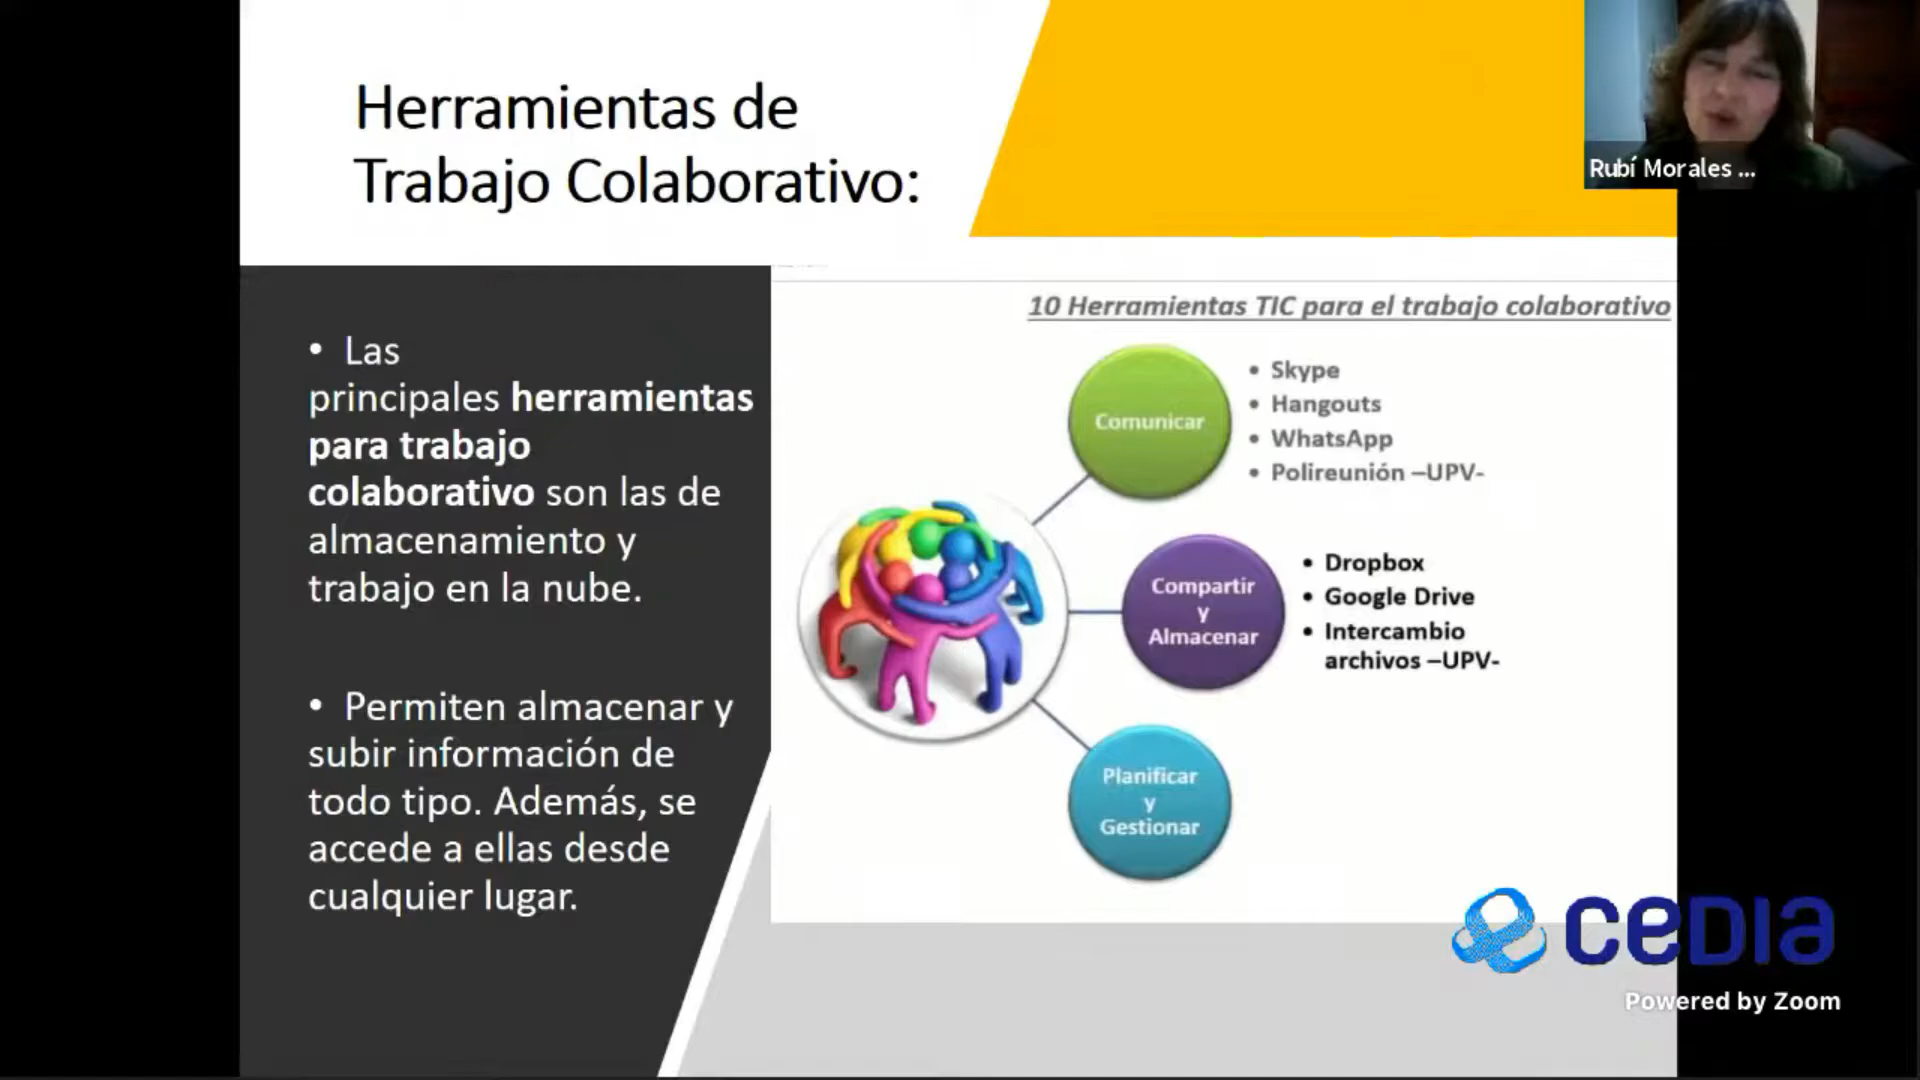 Herramientas de
Trabajo Colaborativo:
Rubí Morales ...
• Las
principales herramientas
para trabajo
colaborativo son las de
almacenamiento y
trabajo en la nube.
• Permiten almacenar y
subir información de
todo tipo. Además, se
accede a ellas desde
cualquier lugar.
10 Herramientas TIC para el trabajo colaborativo
Comunicar
• Skype
• Hangouts
• WhatsApp
• Polireunión –UPV-
Compartir
y
Almacenar
• Dropbox
• Google Drive
• Intercambio
archivos –UPV-
Planificar
y
Gestionar
CEDIA
Powered by Zoom